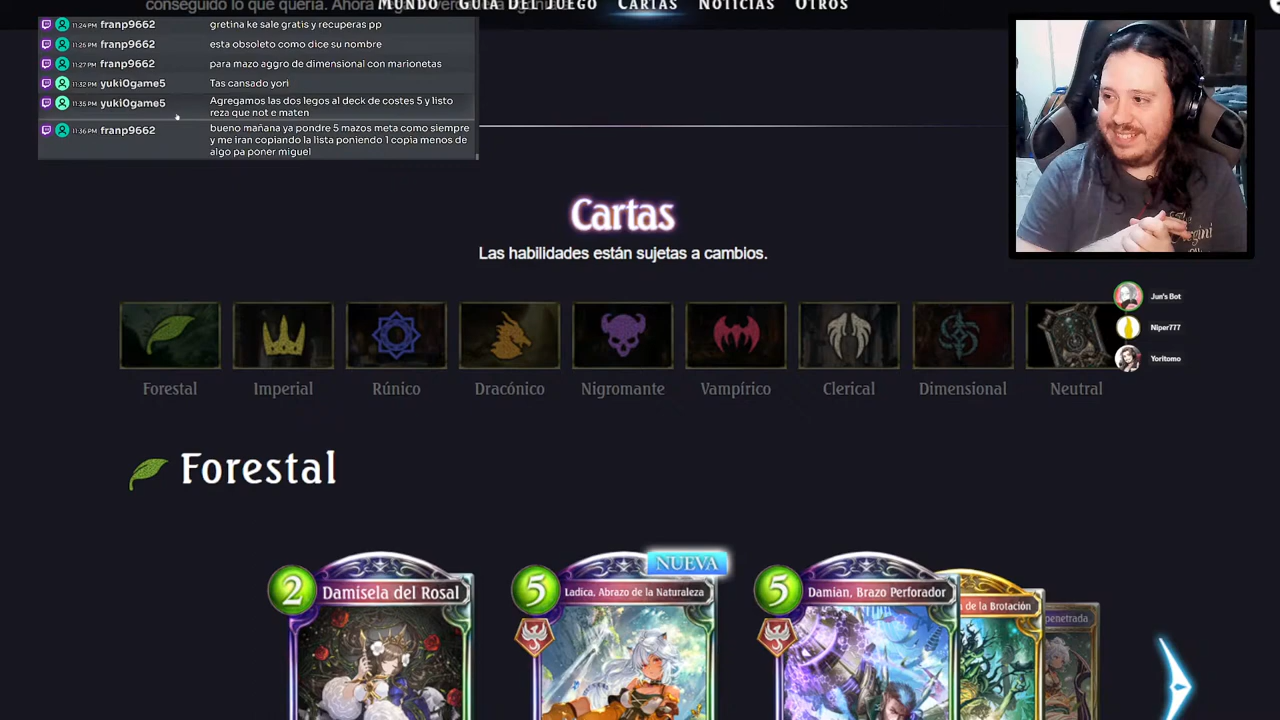 MUNDO GUÍA DEL JUEGO CARTAS NOTICIAS OTROS
conseguido lo que quería. Ahora
11:24 PM franp9662 gretina ke sale gratis y recuperas pp
11:25 PM franp9662 esta obsoleto como dice su nombre
11:27 PM franp9662 para mazo aggro de dimensional con marionetas
11:32 PM yuki0game5 Tas cansado yori
11:35 PM yuki0game5 Agregamos las dos legos al deck de costes 5 y listo
reza que not e maten
11:36 PM franp9662 bueno mañana ya pondre 5 mazos meta como siempre
y me iran copiando la lista poniendo 1 copia menos de
algo pa poner miguel
Cartas
Las habilidades están sujetas a cambios.
Jun's Bot
Niper777
Yoritomo
Forestal Imperial Rúnico Dracónico Nigromante Vampírico Clerical Dimensional Neutral
Forestal
NUEVA
2 Damisela del Rosal
5 Ladica, Abrazo de la Naturaleza
5 Damian, Brazo Perforador
de la Brotación
penetrada